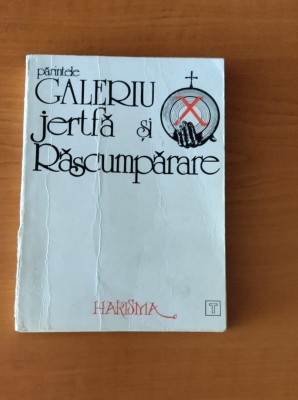 părintele
GALERIU
jertfă și
Răscumpărare
HARISMA
T